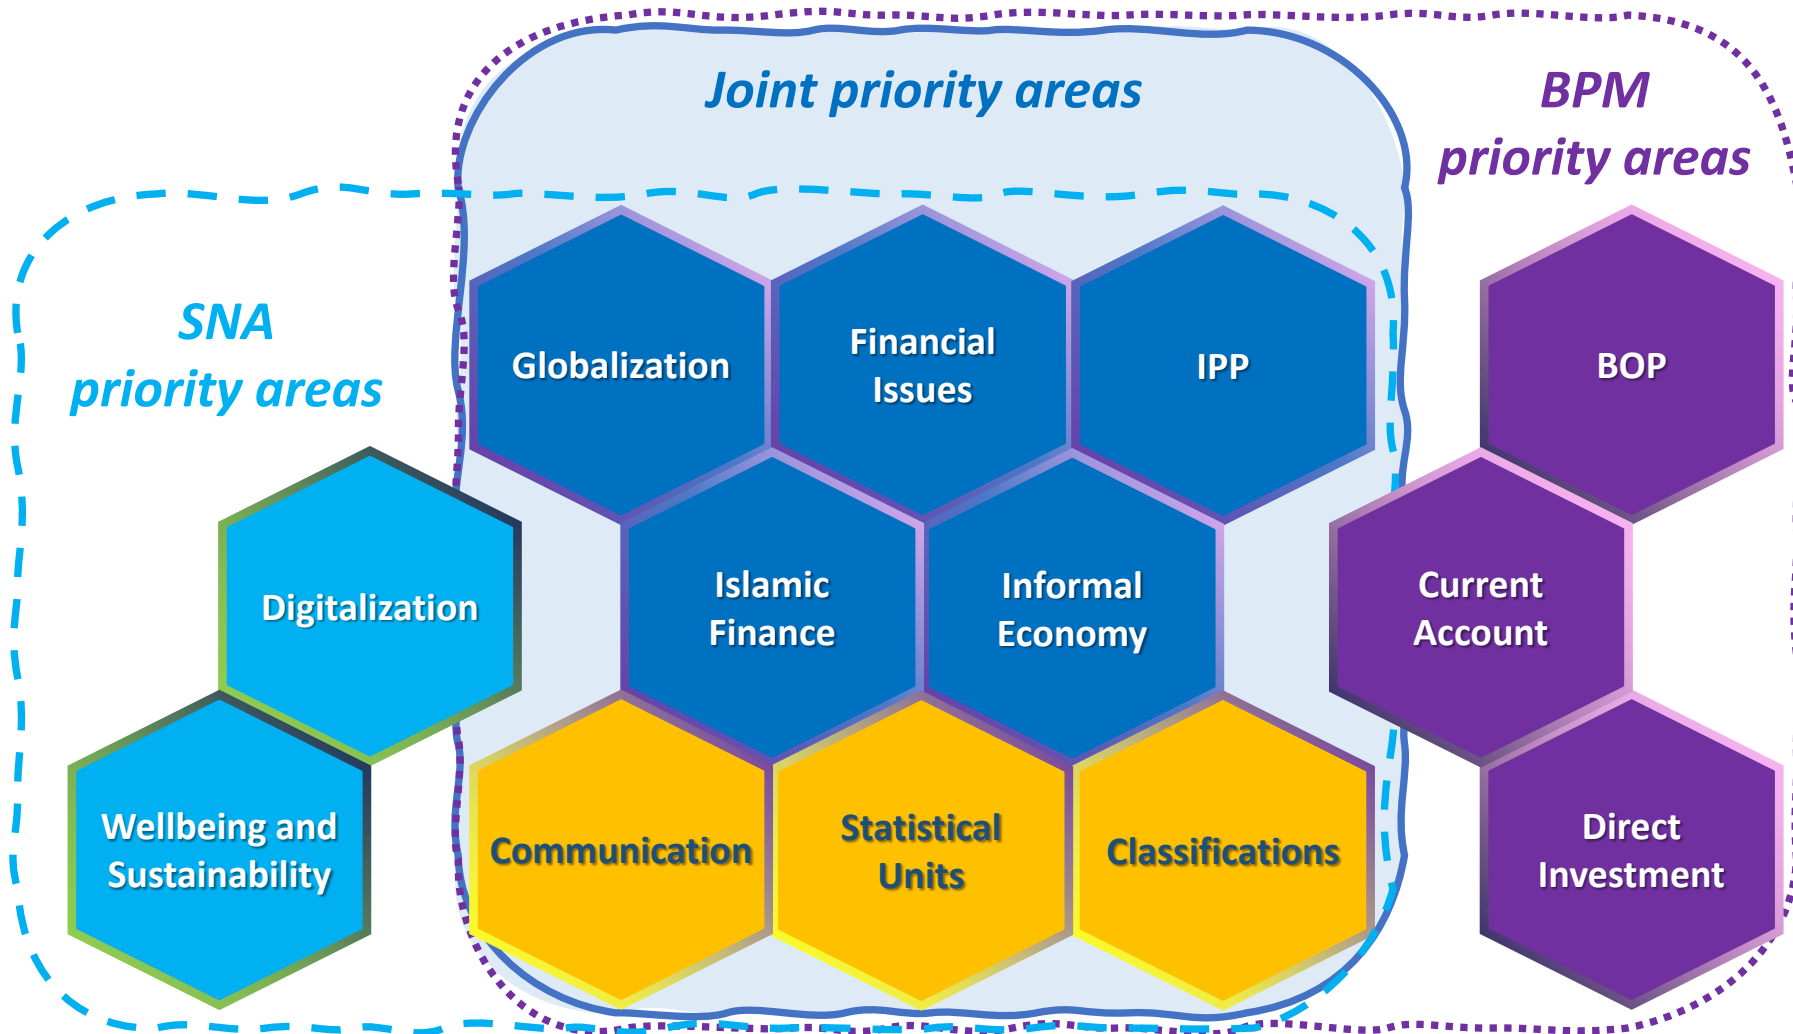 Joint priority areas
BPM
priority areas
SNA
priority areas
Globalization
Financial
Issues
IPP
BOP
Digitalization
Islamic
Finance
Informal
Economy
Current
Account
Wellbeing and
Sustainability
Communication
Statistical
Units
Classifications
Direct
Investment